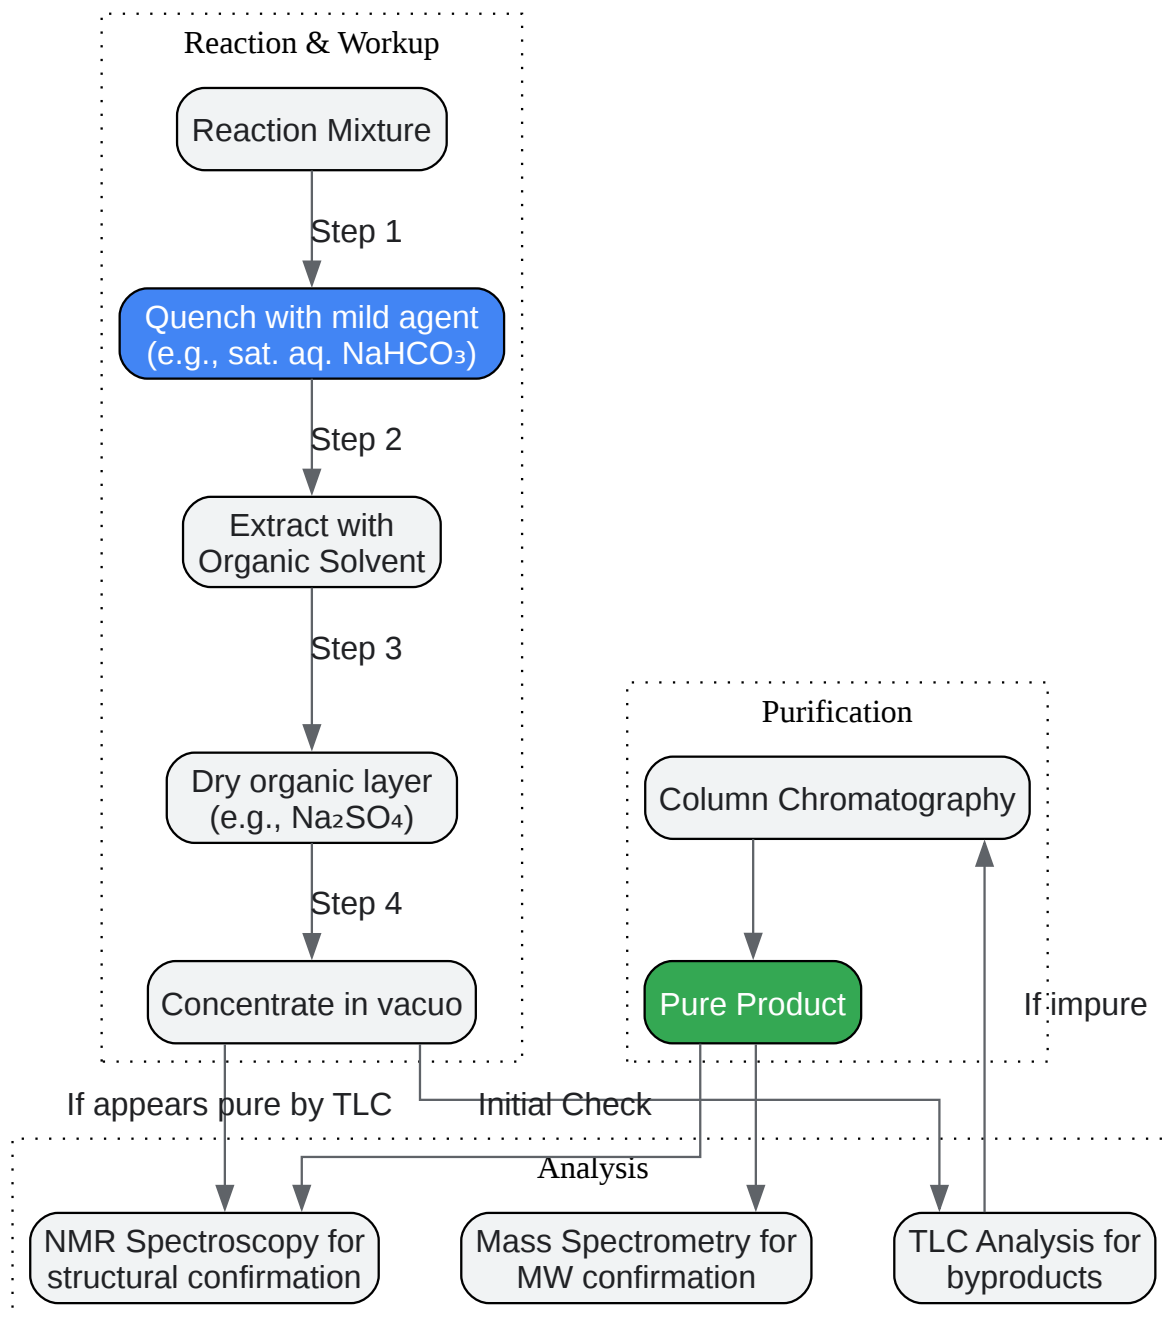 Reaction & Workup
Reaction Mixture
Step 1
Quench with mild agent
(e.g., sat. aq. NaHCO₃)
Step 2
Extract with
Organic Solvent
Step 3
Dry organic layer
(e.g., Na₂SO₄)
Step 4
Concentrate in vacuo
Purification
Column Chromatography
Pure Product
If impure
If appears pure by TLC
Initial Check
Analysis
NMR Spectroscopy for
structural confirmation
Mass Spectrometry for
MW confirmation
TLC Analysis for
byproducts